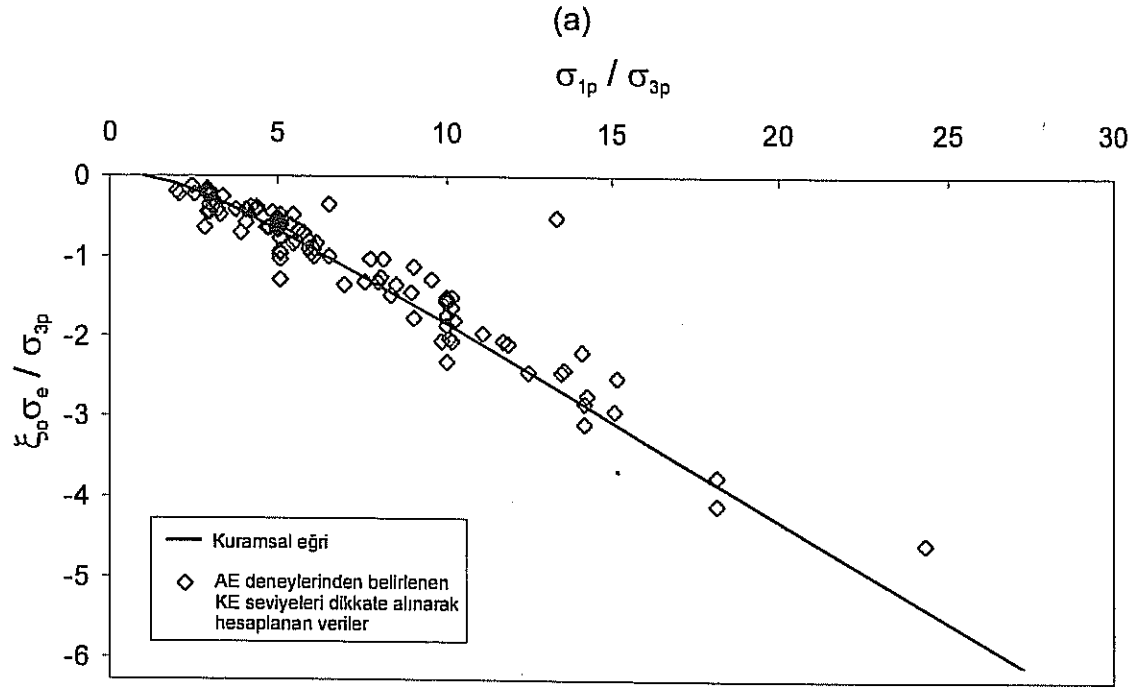 (a)
σ1p / σ3p
0 5 10 15 20 25 30
0
-1
-2
-3
-4
-5
-6
ξpσe / σ3p
Kuramsal eğri
AE deneylerinden belirlenen
KE seviyeleri dikkate alınarak
hesaplanan veriler